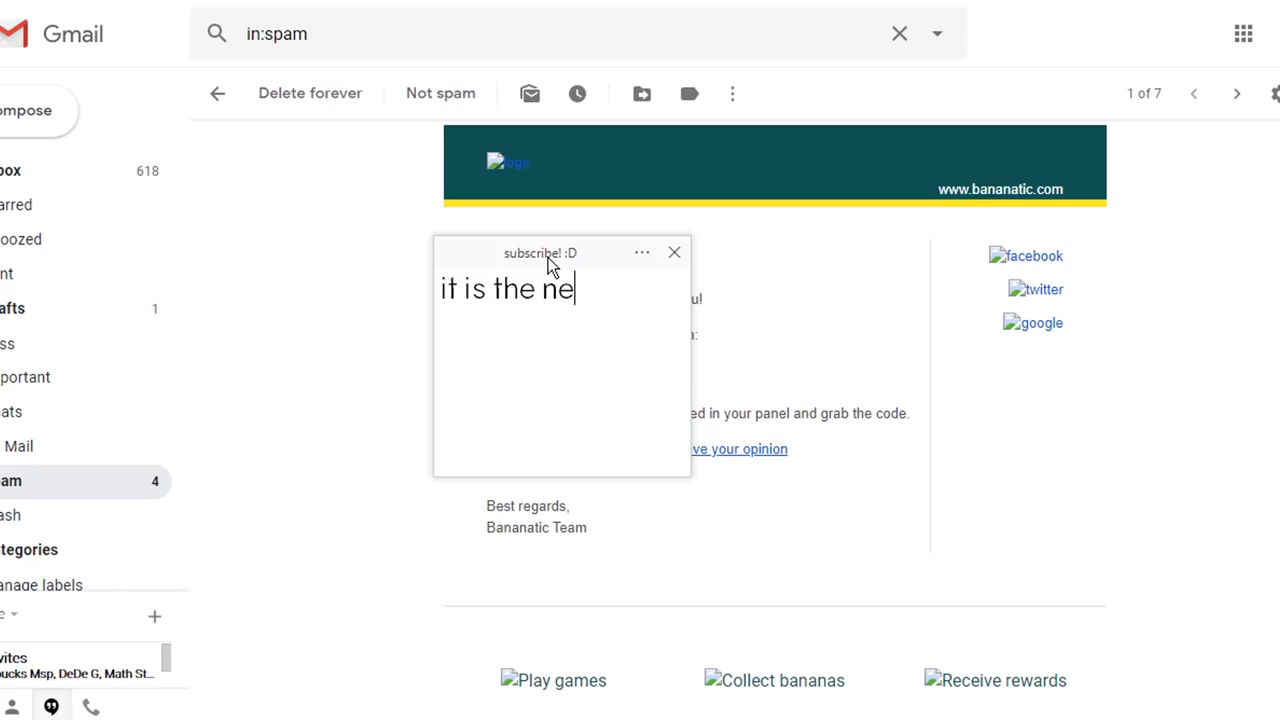 Gmail
in:spam
ompose
Delete forever
Not spam
1 of 7
box
618
arred
oozed
nt
afts
1
ss
portant
ats
Mail
am
4
ash
tegories
anage labels
e
vites
oucks Msp, DeDe G, Math St...
logo
www.bananatic.com
subscribe! :D
it is the ne
u!
n:
ed in your panel and grab the code.
ve your opinion
Best regards,
Bananatic Team
facebook
twitter
google
Play games
Collect bananas
Receive rewards